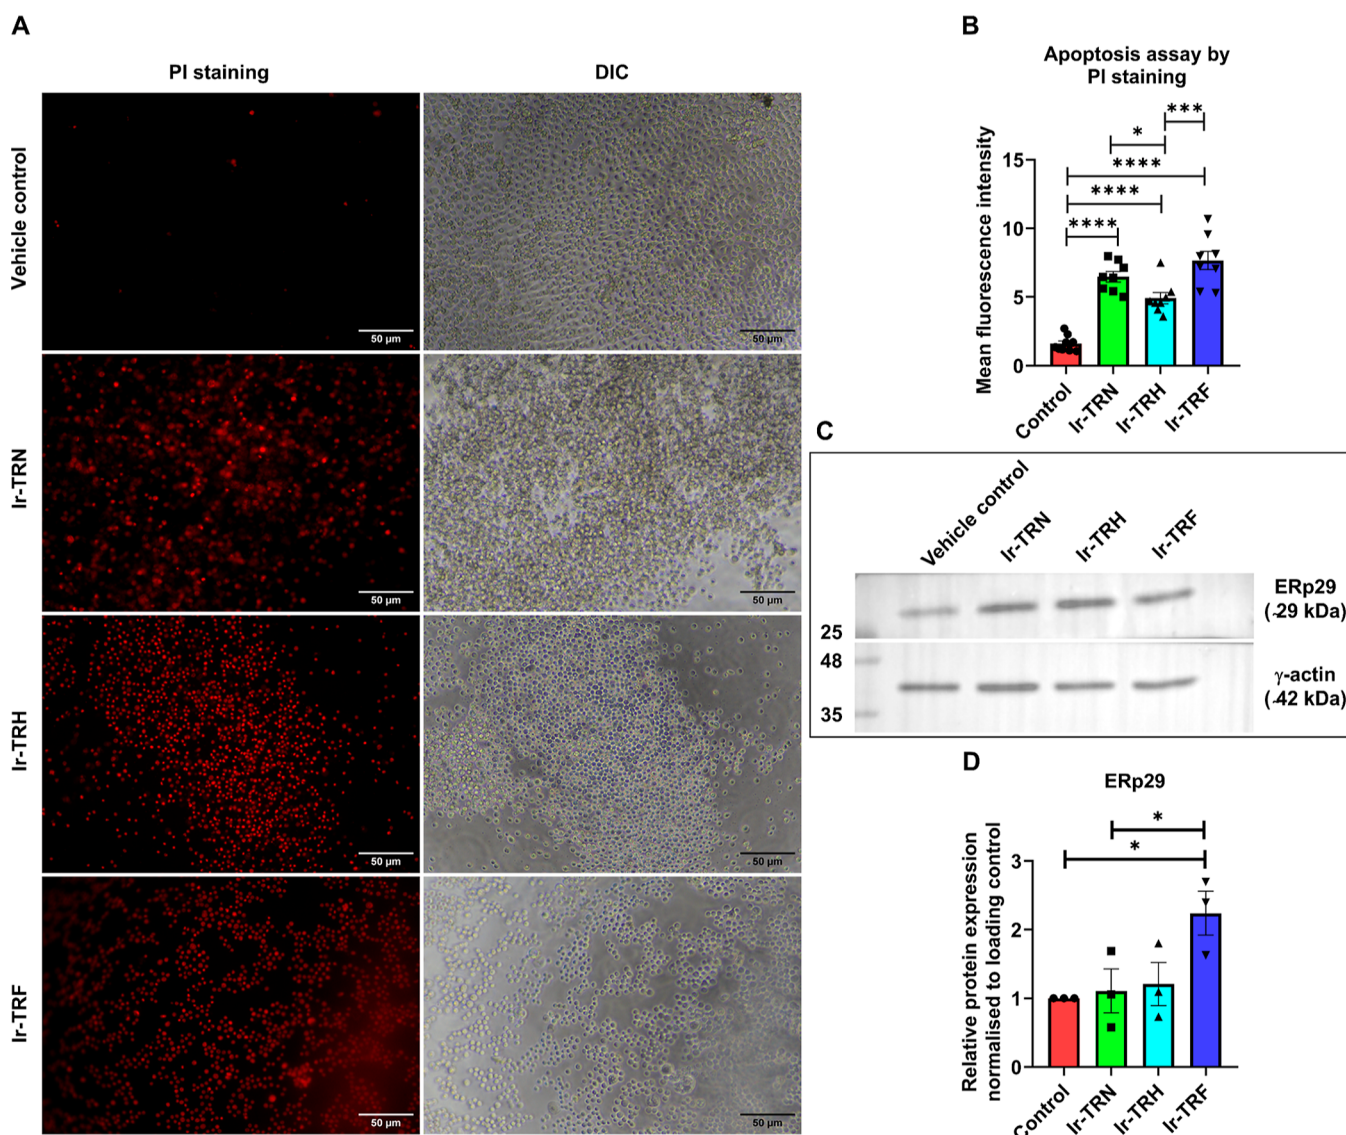 A
PI staining
DIC
Vehicle control
50 µm
50 µm
Ir-TRN
50 µm
50 µm
Ir-TRH
50 µm
50 µm
Ir-TRF
50 µm
50 µm
B
Apoptosis assay by
PI staining
Mean fluorescence intensity
15
10
5
0
*
***
****
****
****
Control
Ir-TRN
Ir-TRH
Ir-TRF
C
Vehicle control
Ir-TRN
Ir-TRH
Ir-TRF
25
48
35
ERp29
(~29 kDa)
γ-actin
(~42 kDa)
D
ERp29
Relative protein expression
normalised to loading control
3
2
1
0
*
*
Control
Ir-TRN
Ir-TRH
Ir-TRF